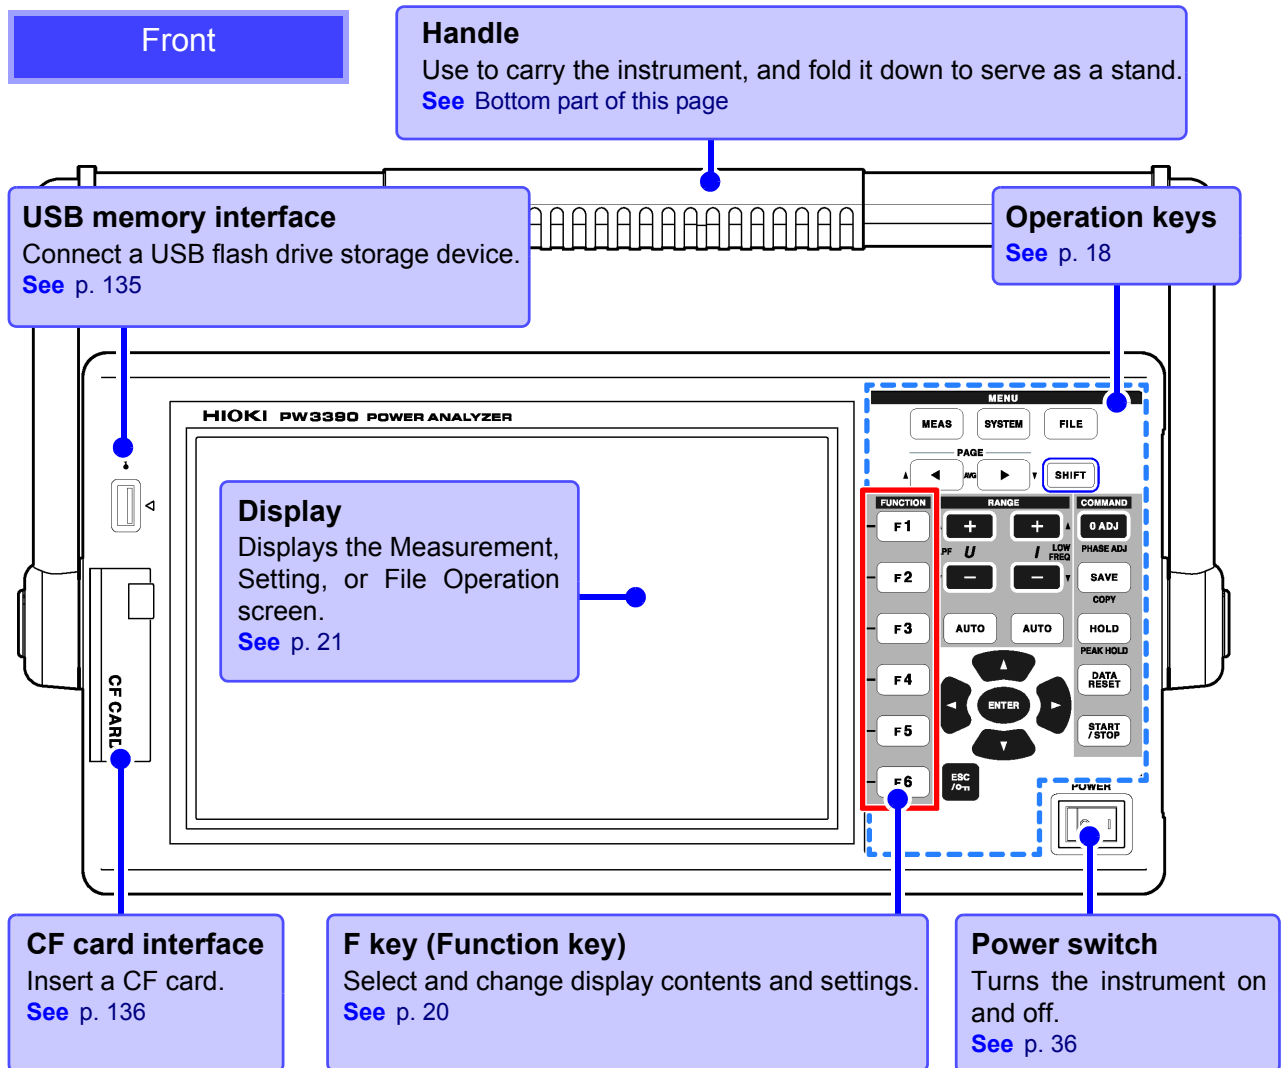 Front
Handle
Use to carry the instrument, and fold it down to serve as a stand.
See Bottom part of this page
USB memory interface
Connect a USB flash drive storage device.
See p. 135
Operation keys
See p. 18
HIOKI PW3390 POWER ANALYZER
MENU
MEAS SYSTEM FILE
PAGE
AVG
SHIFT
FUNCTION RANGE COMMAND
F1 + + 0 ADJ
PF U I LOW FREQ PHASE ADJ
F2 − − SAVE
COPY
F3 AUTO AUTO HOLD
PEAK HOLD
F4 DATA RESET
ENTER
F5 START / STOP
F6 ESC /
POWER
Display
Displays the Measurement,
Setting, or File Operation
screen.
See p. 21
CF CARD
CF card interface
Insert a CF card.
See p. 136
F key (Function key)
Select and change display contents and settings.
See p. 20
Power switch
Turns the instrument on
and off.
See p. 36